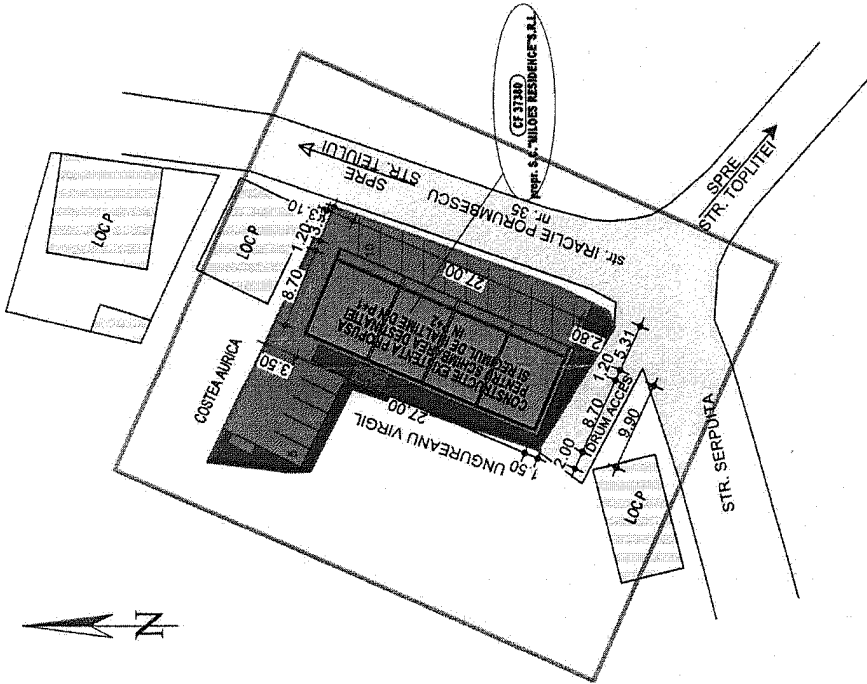 LOC P
LOC P
SPRE
STR. TEIULUI
CF 37380
propr. S.C."MILOES RESIDENCE"S.R.L.
nr. 35
str. IRACLIE PORUMBESCU
SPRE
STR. TOPLITEI
COSTEA AURICA
3.10
1.20
8.70
3.50
27.00
CONSTRUCTIE EXISTENTA PROPUSA
PENTRU SCHIMBAREA DESTINATIEI
SI REGIMUL DE INALTIME DIN P+1
IN P+2
27.00
UNGUREANU VIRGIL
2.80
5.31
1.20
8.70
2.00
1.50
DRUM ACCES
9.90
LOC P
STR. SERPUITA
N